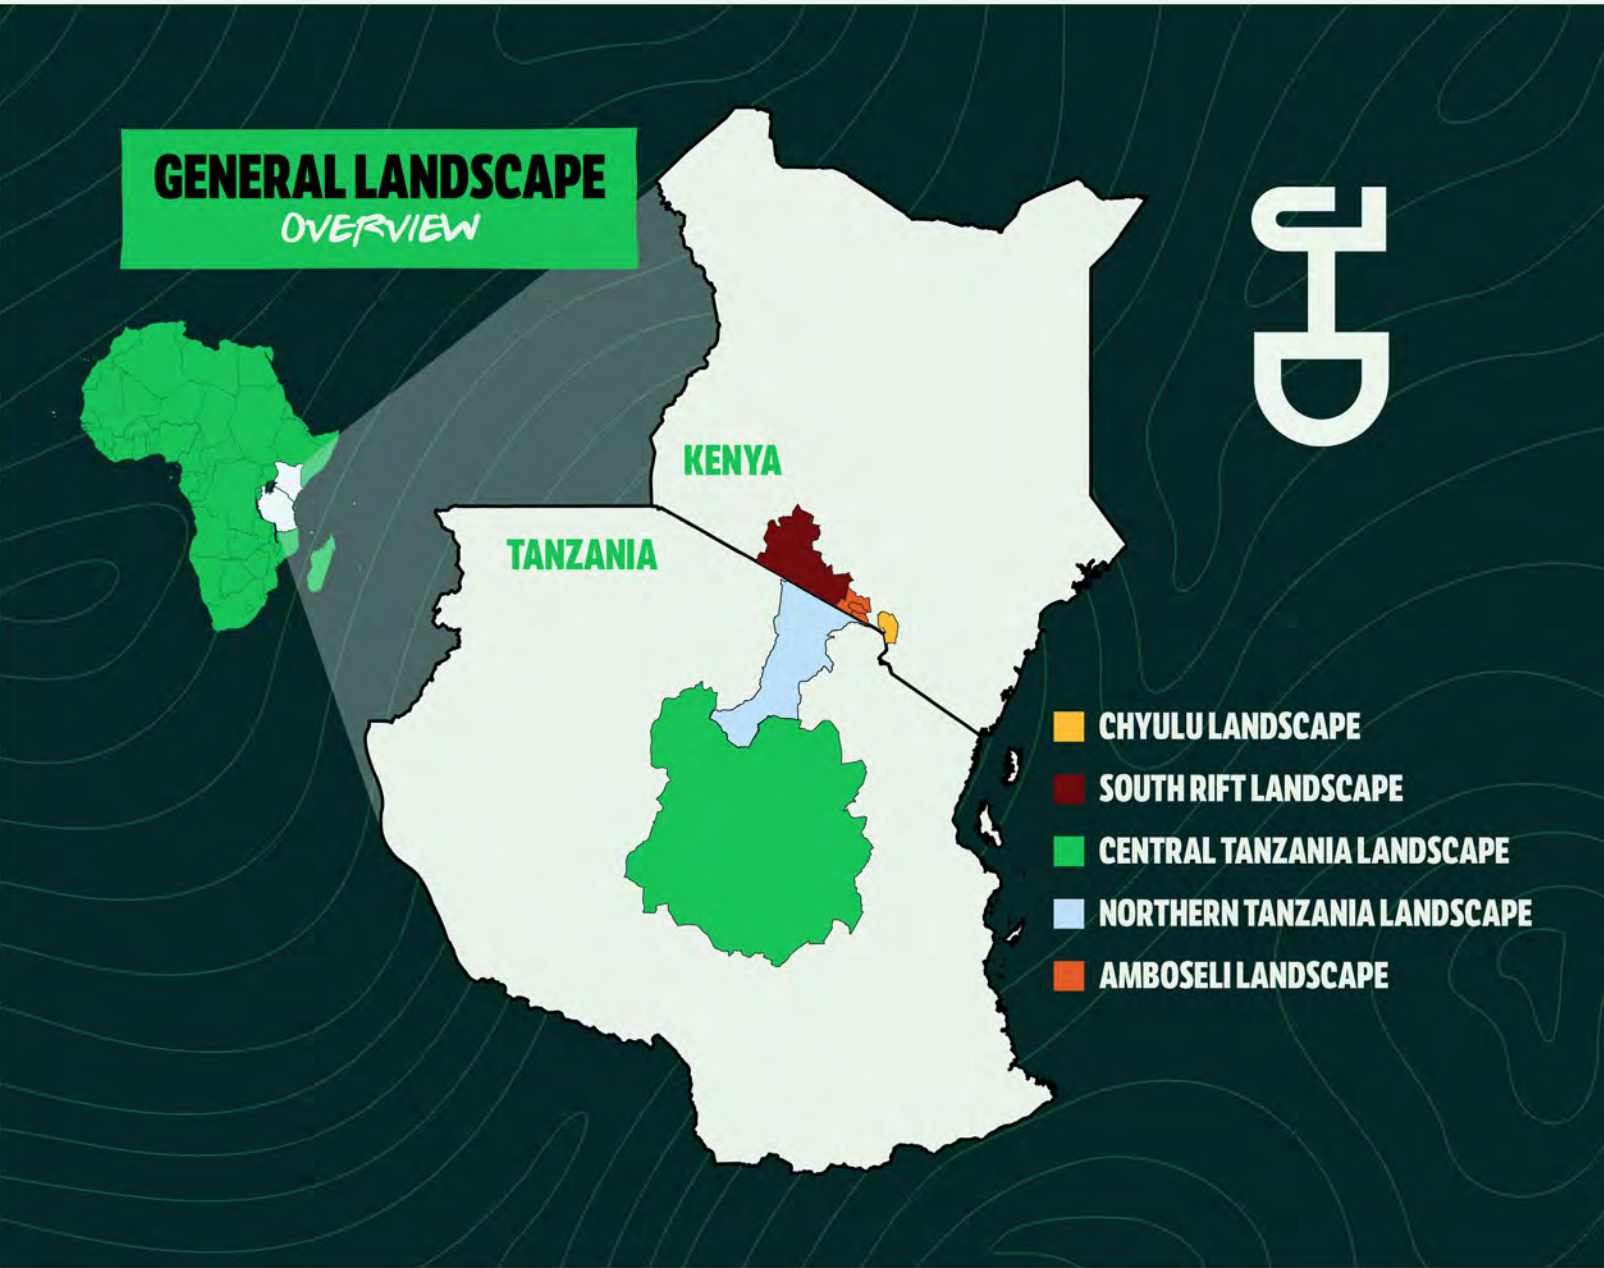 GENERAL LANDSCAPE
OVERVIEW
KENYA
TANZANIA
CHYULU LANDSCAPE
SOUTH RIFT LANDSCAPE
CENTRAL TANZANIA LANDSCAPE
NORTHERN TANZANIA LANDSCAPE
AMBOSELI LANDSCAPE